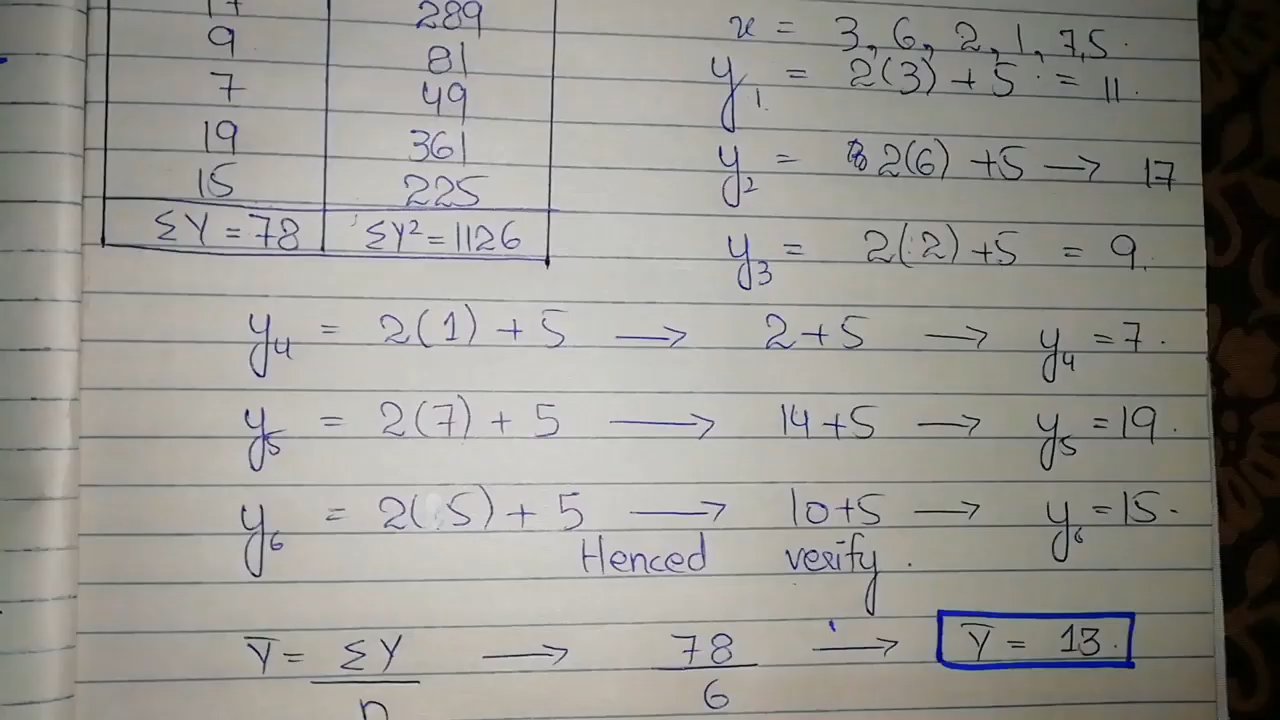 17 289
9 81
7 49
19 361
15 225
ΣY = 78 ΣY² = 1126
x = 3, 6, 2, 1, 7, 5.
y₁ = 2(3) + 5 = 11.
y₂ = 2(6) + 5 → 17
y₃ = 2(2) + 5 = 9.
y₄ = 2(1) + 5 → 2 + 5 → y₄ = 7.
y₅ = 2(7) + 5 → 14 + 5 → y₅ = 19.
y₆ = 2(5) + 5 → 10 + 5 → y₆ = 15.
Henced verify.
Y̅ = ΣY / n → 78 / 6 → Y̅ = 13.